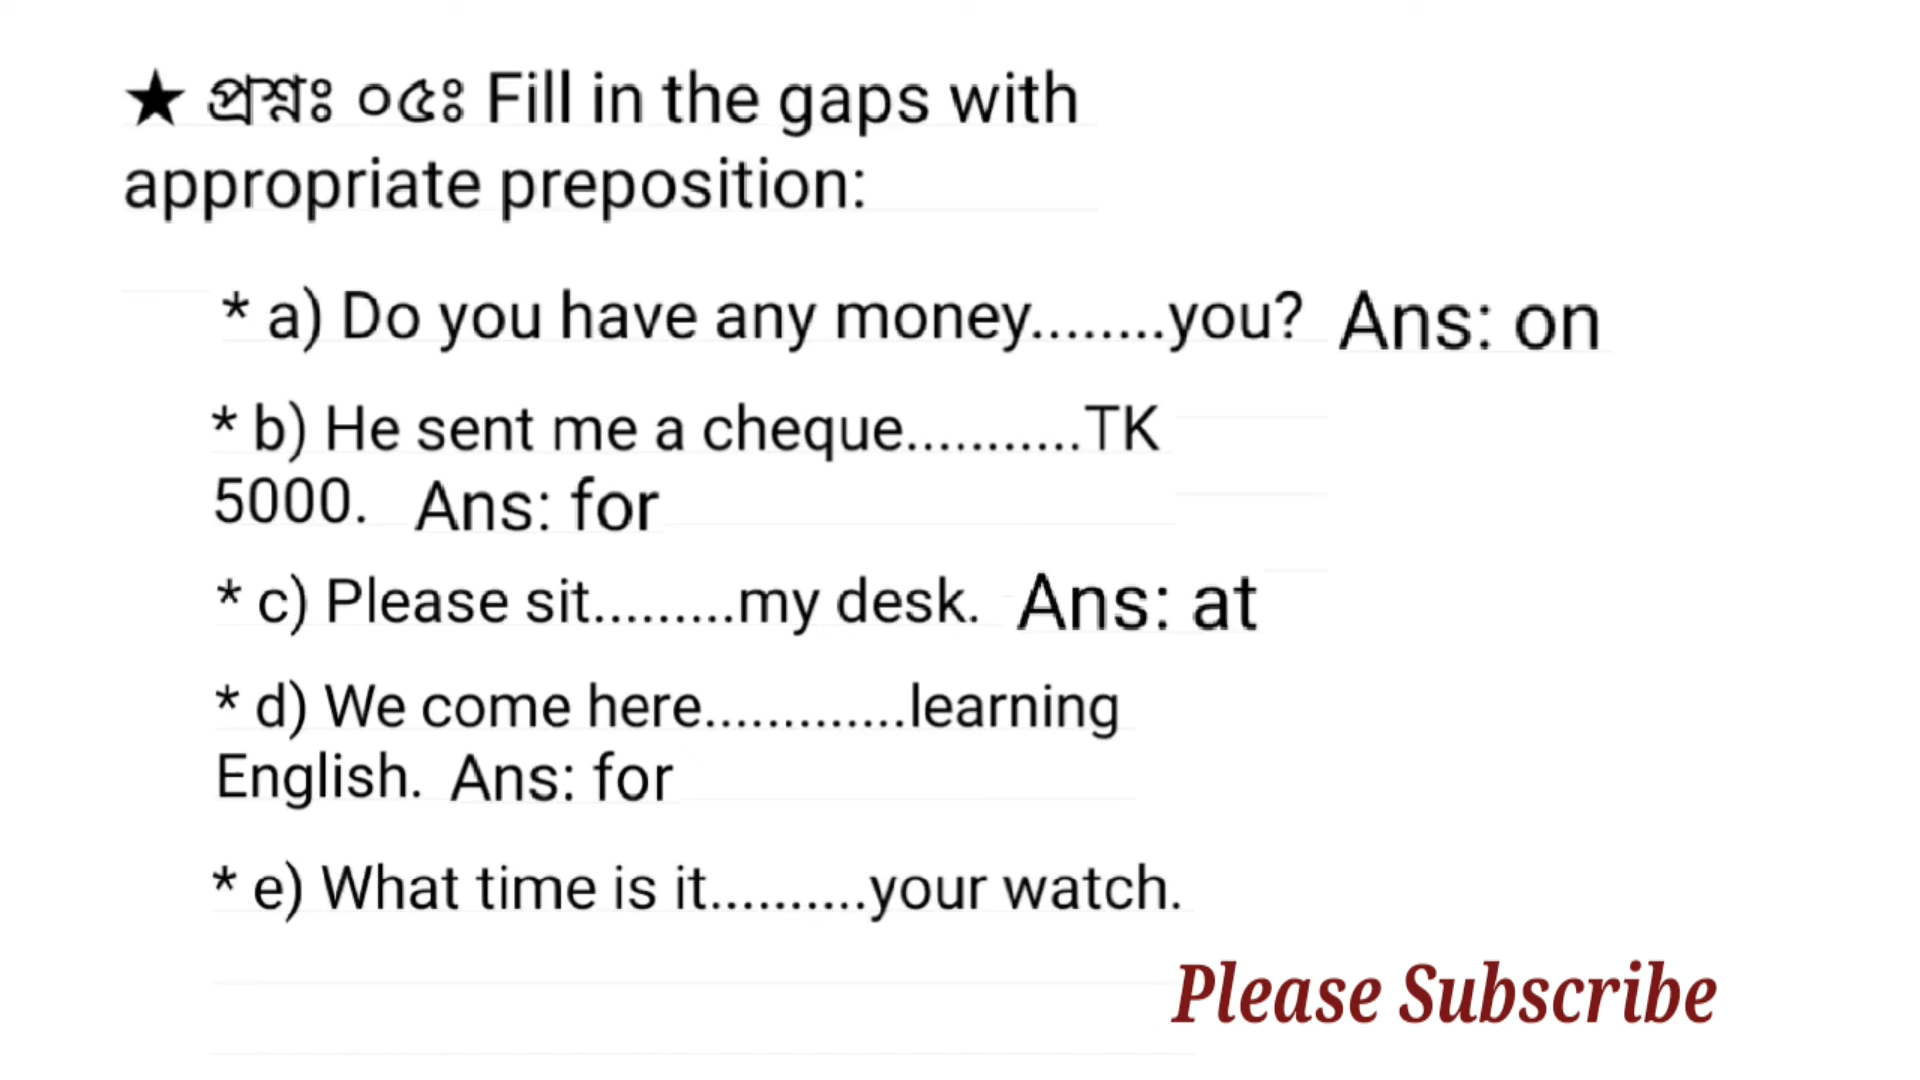 ★ প্রশ্নঃ ০৫ঃ Fill in the gaps with
appropriate preposition:
* a) Do you have any money........you? Ans: on
* b) He sent me a cheque...........TK
5000. Ans: for
* c) Please sit.........my desk. Ans: at
* d) We come here.............learning
English. Ans: for
* e) What time is it..........your watch.
Please Subscribe